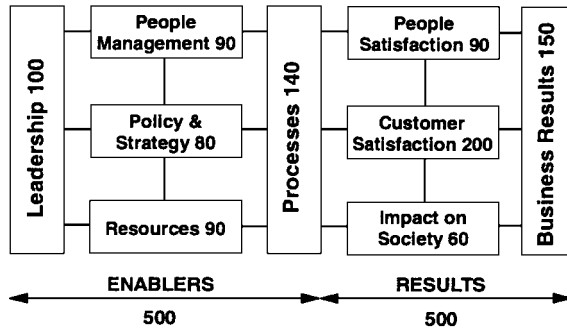 Leadership 100
People
Management 90
Policy &
Strategy 80
Resources 90
Processes 140
People
Satisfaction 90
Customer
Satisfaction 200
Impact on
Society 60
Business Results 150
ENABLERS
RESULTS
500
500